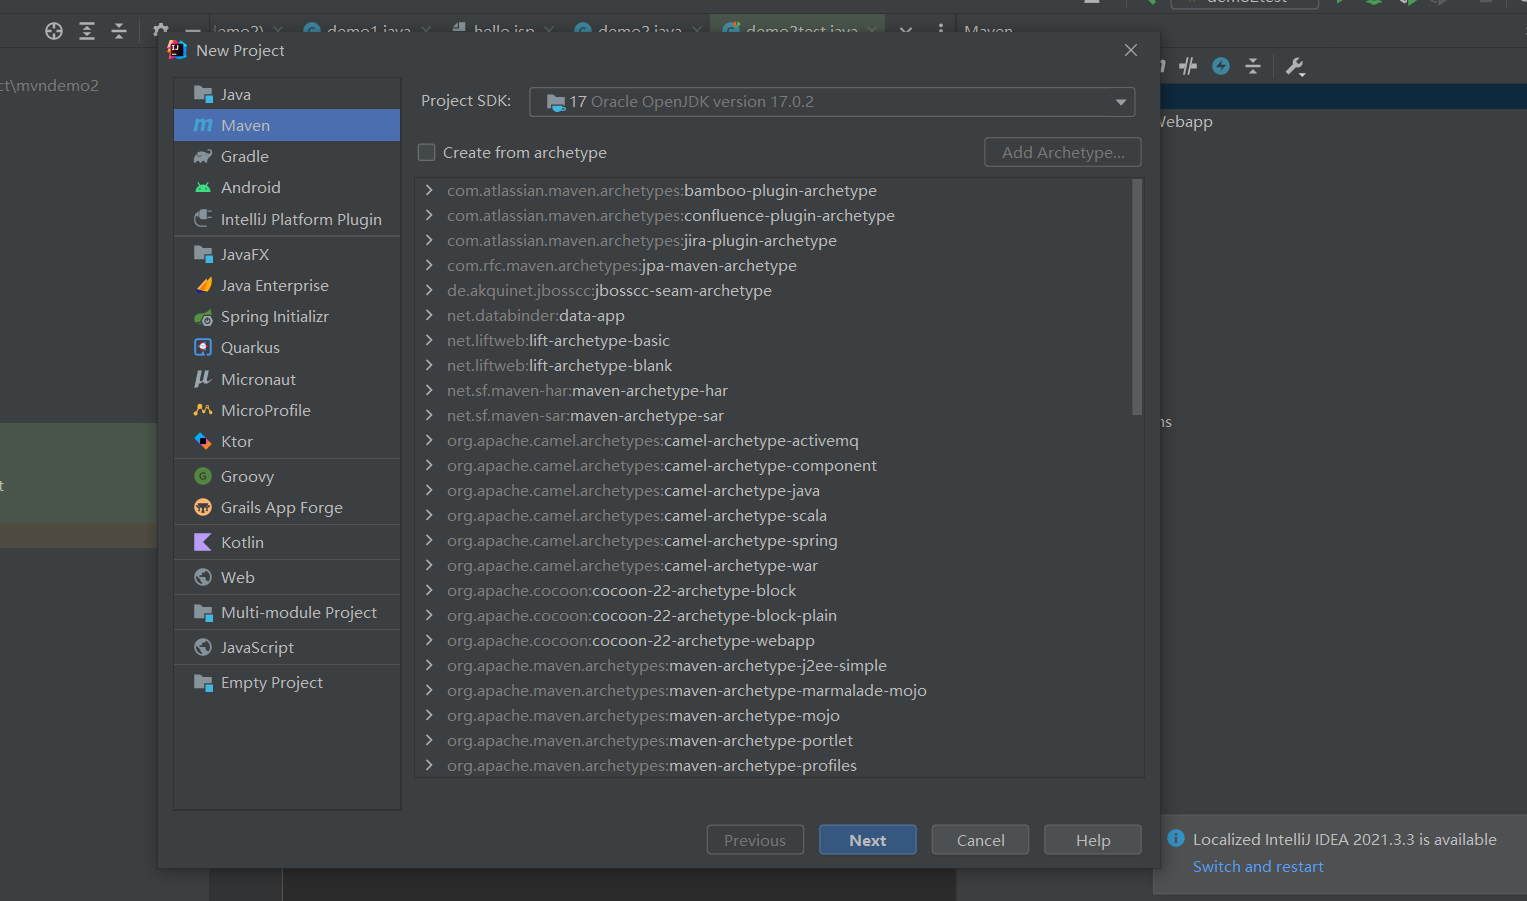 demo2test
demo1.java
hello.jsp
demo2.java
demo2test.java
Maven
ct\mvndemo2
New Project
Java
Maven
Gradle
Android
IntelliJ Platform Plugin
JavaFX
Java Enterprise
Spring Initializr
Quarkus
Micronaut
MicroProfile
Ktor
Groovy
Grails App Forge
Kotlin
Web
Multi-module Project
JavaScript
Empty Project
Project SDK: 17 Oracle OpenJDK version 17.0.2
Create from archetype
Add Archetype...
com.atlassian.maven.archetypes:bamboo-plugin-archetype
com.atlassian.maven.archetypes:confluence-plugin-archetype
com.atlassian.maven.archetypes:jira-plugin-archetype
com.rfc.maven.archetypes:jpa-maven-archetype
de.akquinet.jbosscc:jbosscc-seam-archetype
net.databinder:data-app
net.liftweb:lift-archetype-basic
net.liftweb:lift-archetype-blank
net.sf.maven-har:maven-archetype-har
net.sf.maven-sar:maven-archetype-sar
org.apache.camel.archetypes:camel-archetype-activemq
org.apache.camel.archetypes:camel-archetype-component
org.apache.camel.archetypes:camel-archetype-java
org.apache.camel.archetypes:camel-archetype-scala
org.apache.camel.archetypes:camel-archetype-spring
org.apache.camel.archetypes:camel-archetype-war
org.apache.cocoon:cocoon-22-archetype-block
org.apache.cocoon:cocoon-22-archetype-block-plain
org.apache.cocoon:cocoon-22-archetype-webapp
org.apache.maven.archetypes:maven-archetype-j2ee-simple
org.apache.maven.archetypes:maven-archetype-marmalade-mojo
org.apache.maven.archetypes:maven-archetype-mojo
org.apache.maven.archetypes:maven-archetype-portlet
org.apache.maven.archetypes:maven-archetype-profiles
Previous
Next
Cancel
Help
Webapp
ns
t
Localized IntelliJ IDEA 2021.3.3 is available
Switch and restart